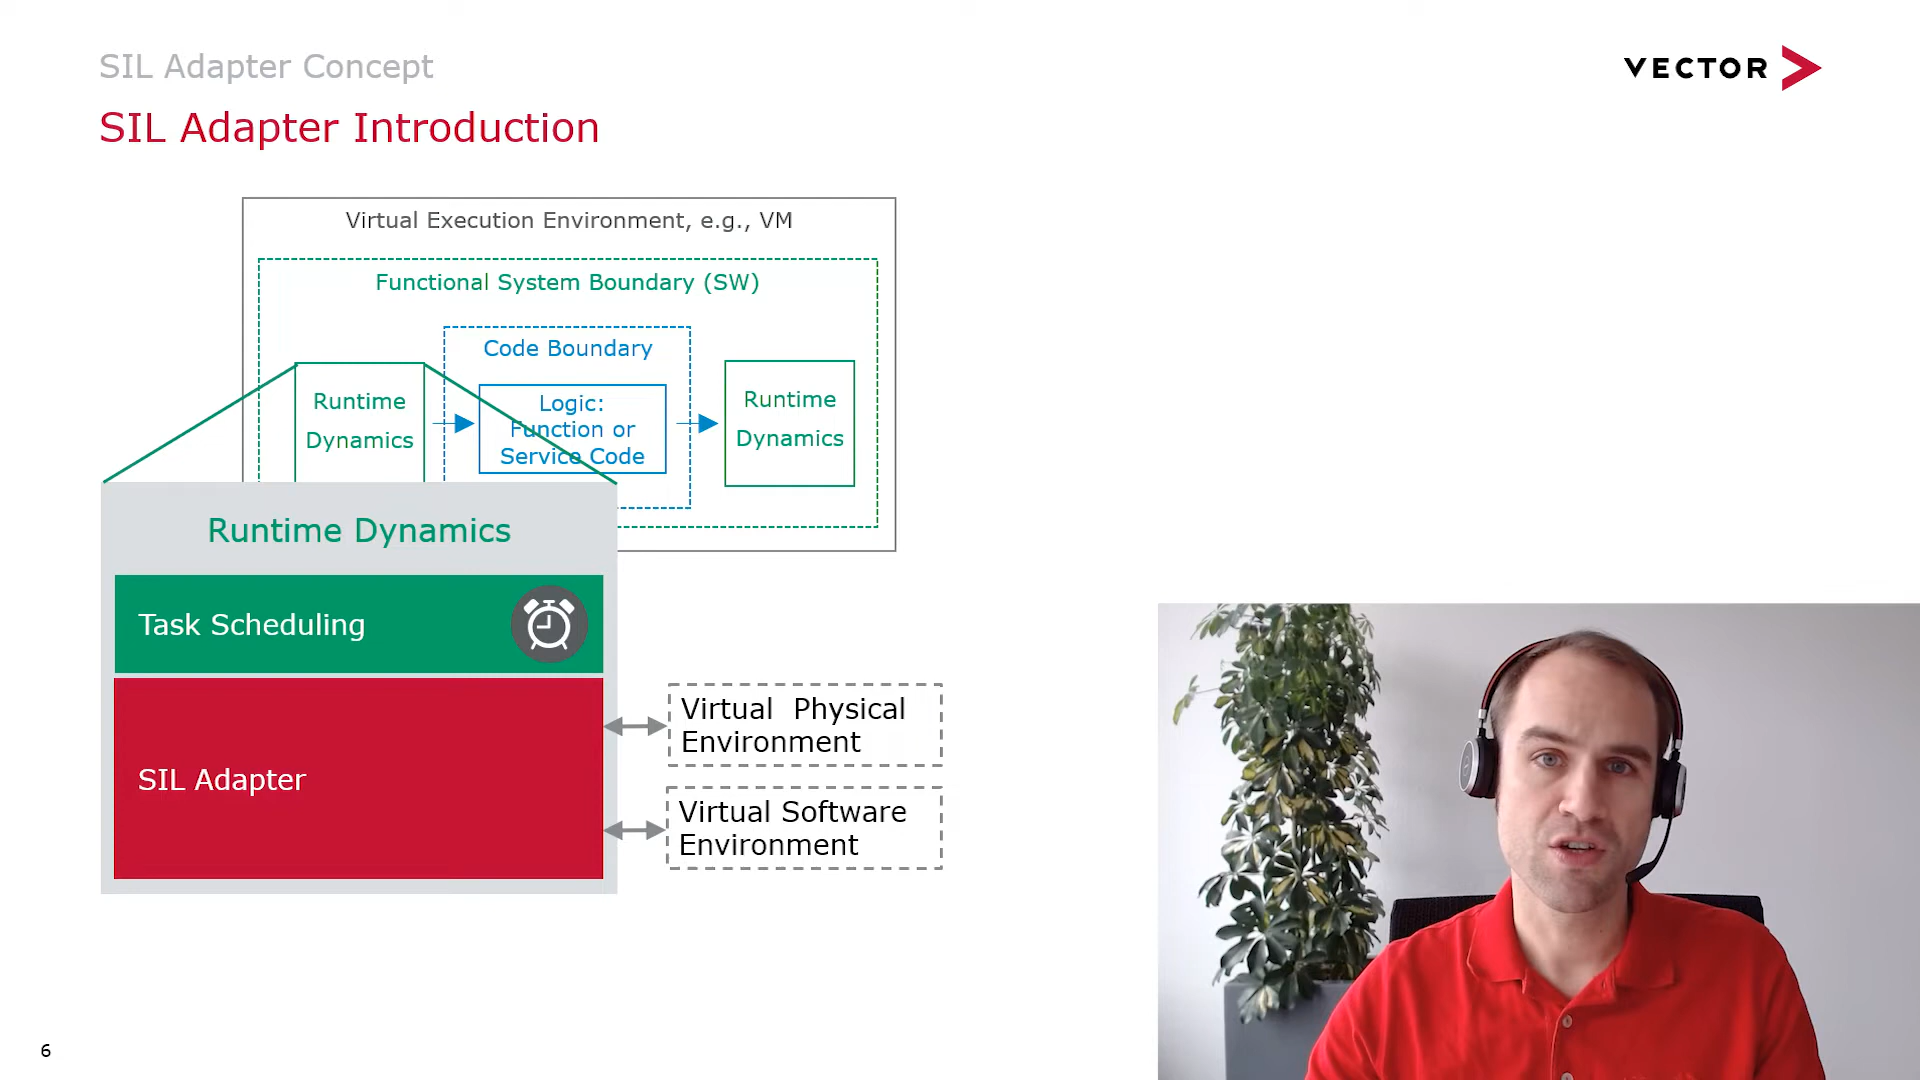 SIL Adapter Concept
VECTOR
SIL Adapter Introduction
Virtual Execution Environment, e.g., VM
Functional System Boundary (SW)
Code Boundary
Runtime
Dynamics
Logic:
Function or
Service Code
Runtime
Dynamics
Runtime Dynamics
Task Scheduling
SIL Adapter
Virtual Physical
Environment
Virtual Software
Environment
6